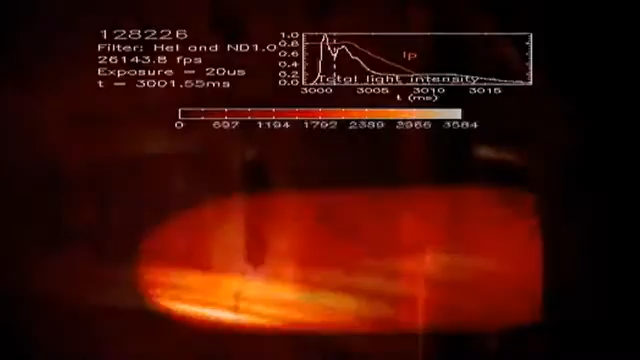 128226
Filter: HeI and ND1.0
26143.8 fps
Exposure = 20us
t = 3001.55ms
1.0
0.8
0.6
0.4
0.2
0.0
Ip
Total light intensity
3000 3005 3010 3015
t (ms)
0 697 1194 1792 2389 2986 3584